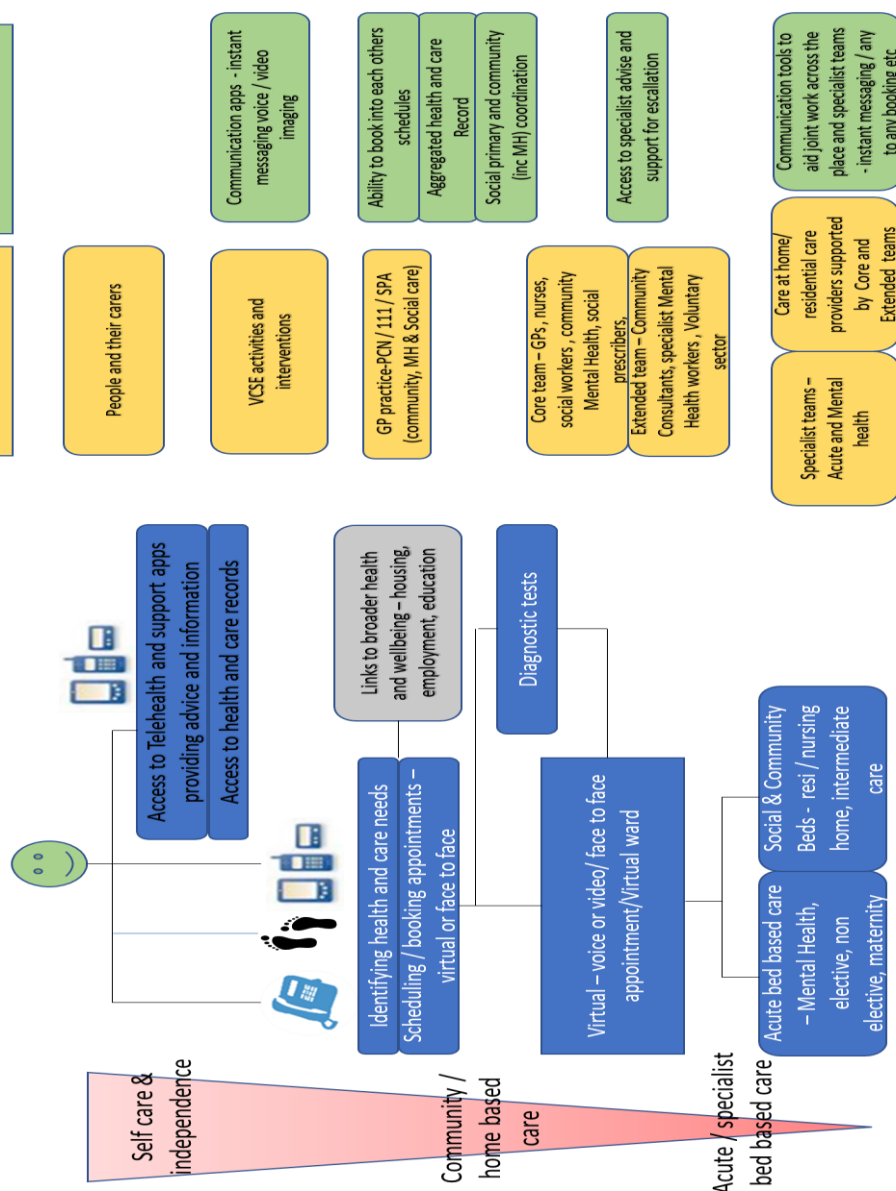 Self care &
independence
Community /
home based
care
Acute / specialist
bed based care
Access to Telehealth and support apps
providing advice and information
Access to health and care records
Identifying health and care needs
Scheduling / booking appointments –
virtual or face to face
Links to broader health
and wellbeing – housing,
employment, education
Diagnostic tests
Virtual – voice or video/ face to face
appointment/Virtual ward
Acute bed based care
– Mental Health,
elective, non
elective, maternity
Social & Community
Beds - resi / nursing
home, intermediate
care
People and their carers
VCSE activities and
interventions
GP practice-PCN / 111 / SPA
(community, MH & Social care)
Core team – GPs , nurses,
social workers , community
Mental Health, social
prescribers,
Extended team – Community
Consultants, specialist Mental
Health workers , Voluntary
sector
Specialist teams –
Acute and Mental
health
Care at home/
residential care
providers supported
by Core and
Extended teams
Communication apps - instant
messaging voice / video
imaging
Ability to book into each others
schedules
Aggregated health and care
Record
Social primary and community
(inc MH) coordination
Access to specialist advise and
support for escallation
Communication tools to
aid joint work across the
place and specialist teams
- instant messaging / any
to any booking etc